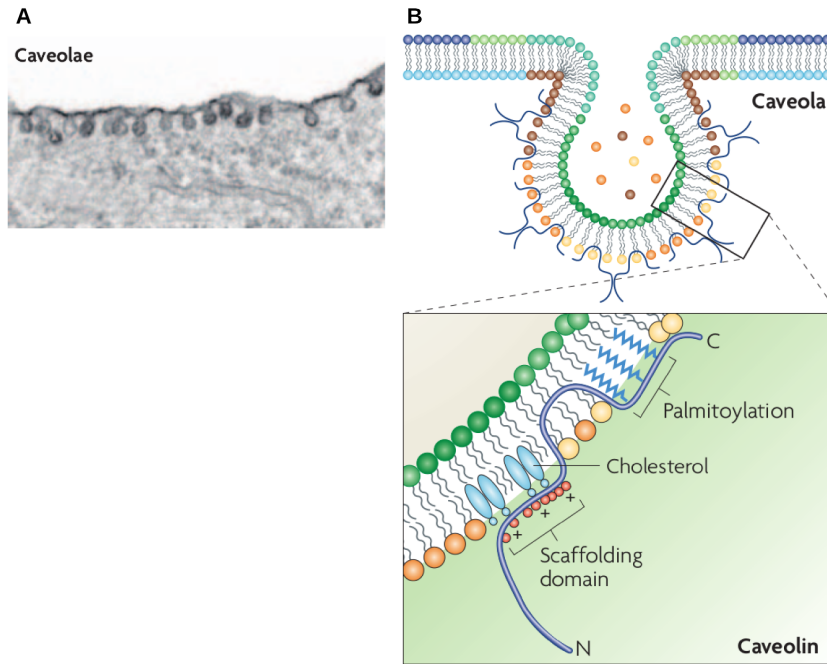 A
B
Caveolae
Caveola
C
Palmitoylation
Cholesterol
+
+
+
Scaffolding
domain
N
Caveolin